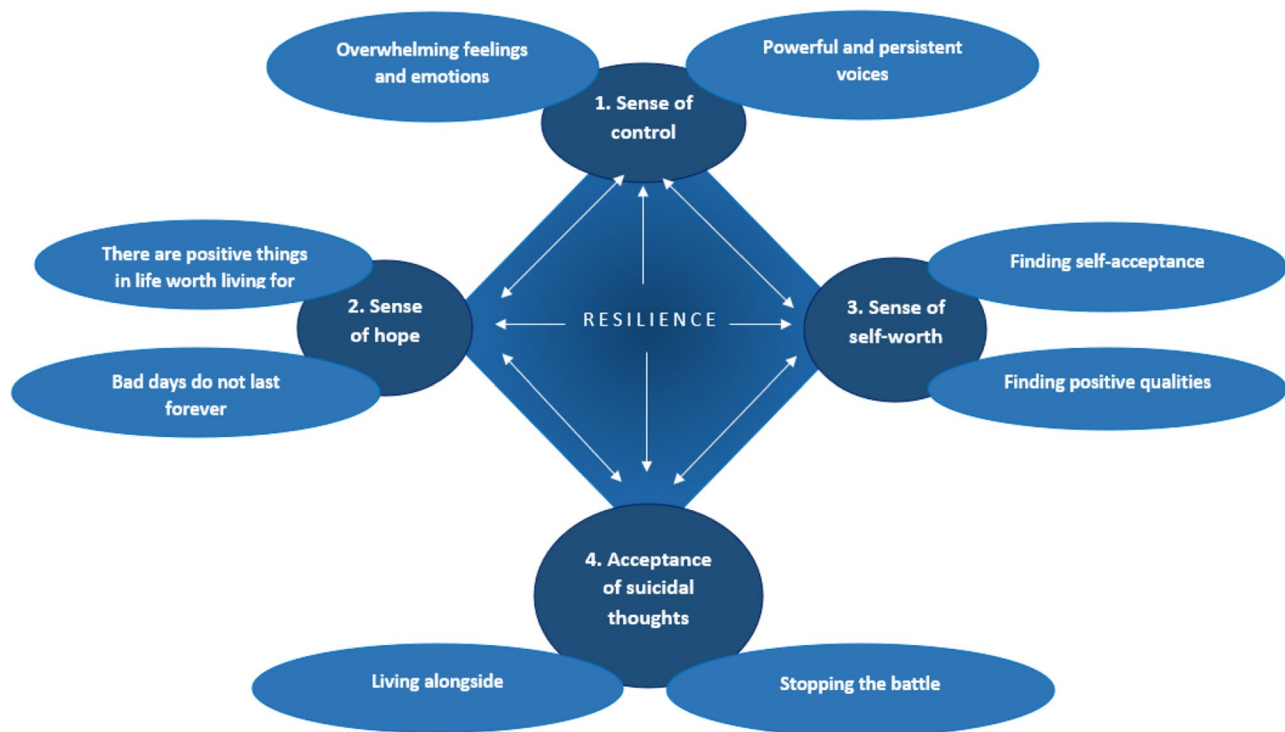 Overwhelming feelings
and emotions
Powerful and persistent
voices
1. Sense of
control
There are positive things
in life worth living for
2. Sense
of hope
Bad days do not last
forever
RESILIENCE
Finding self-acceptance
3. Sense of
self-worth
Finding positive qualities
4. Acceptance
of suicidal
thoughts
Living alongside
Stopping the battle